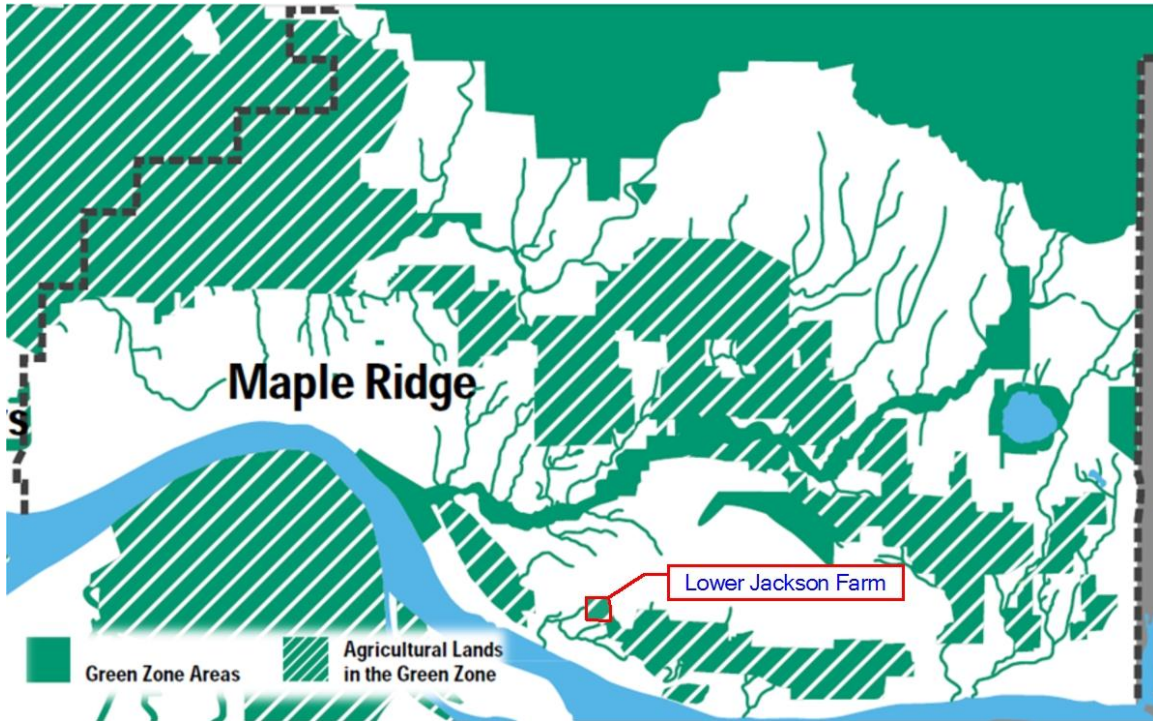 Maple Ridge
s
Lower Jackson Farm
Green Zone Areas
Agricultural Lands
in the Green Zone